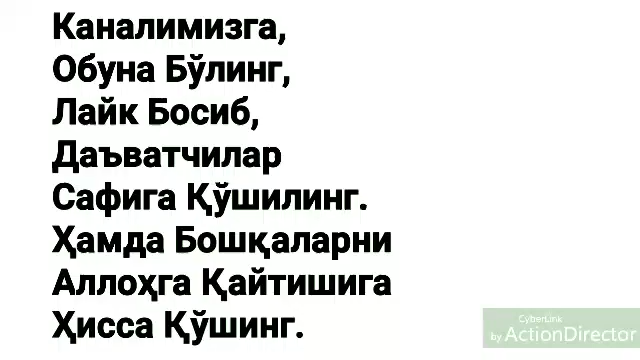 Каналимизга,
Обуна Бўлинг,
Лайк Босиб,
Даъватчилар
Сафига Қўшилинг.
Ҳамда Бошқаларни
Аллоҳга Қайтишига
Ҳисса Қўшинг.
CyberLink
by ActionDirector